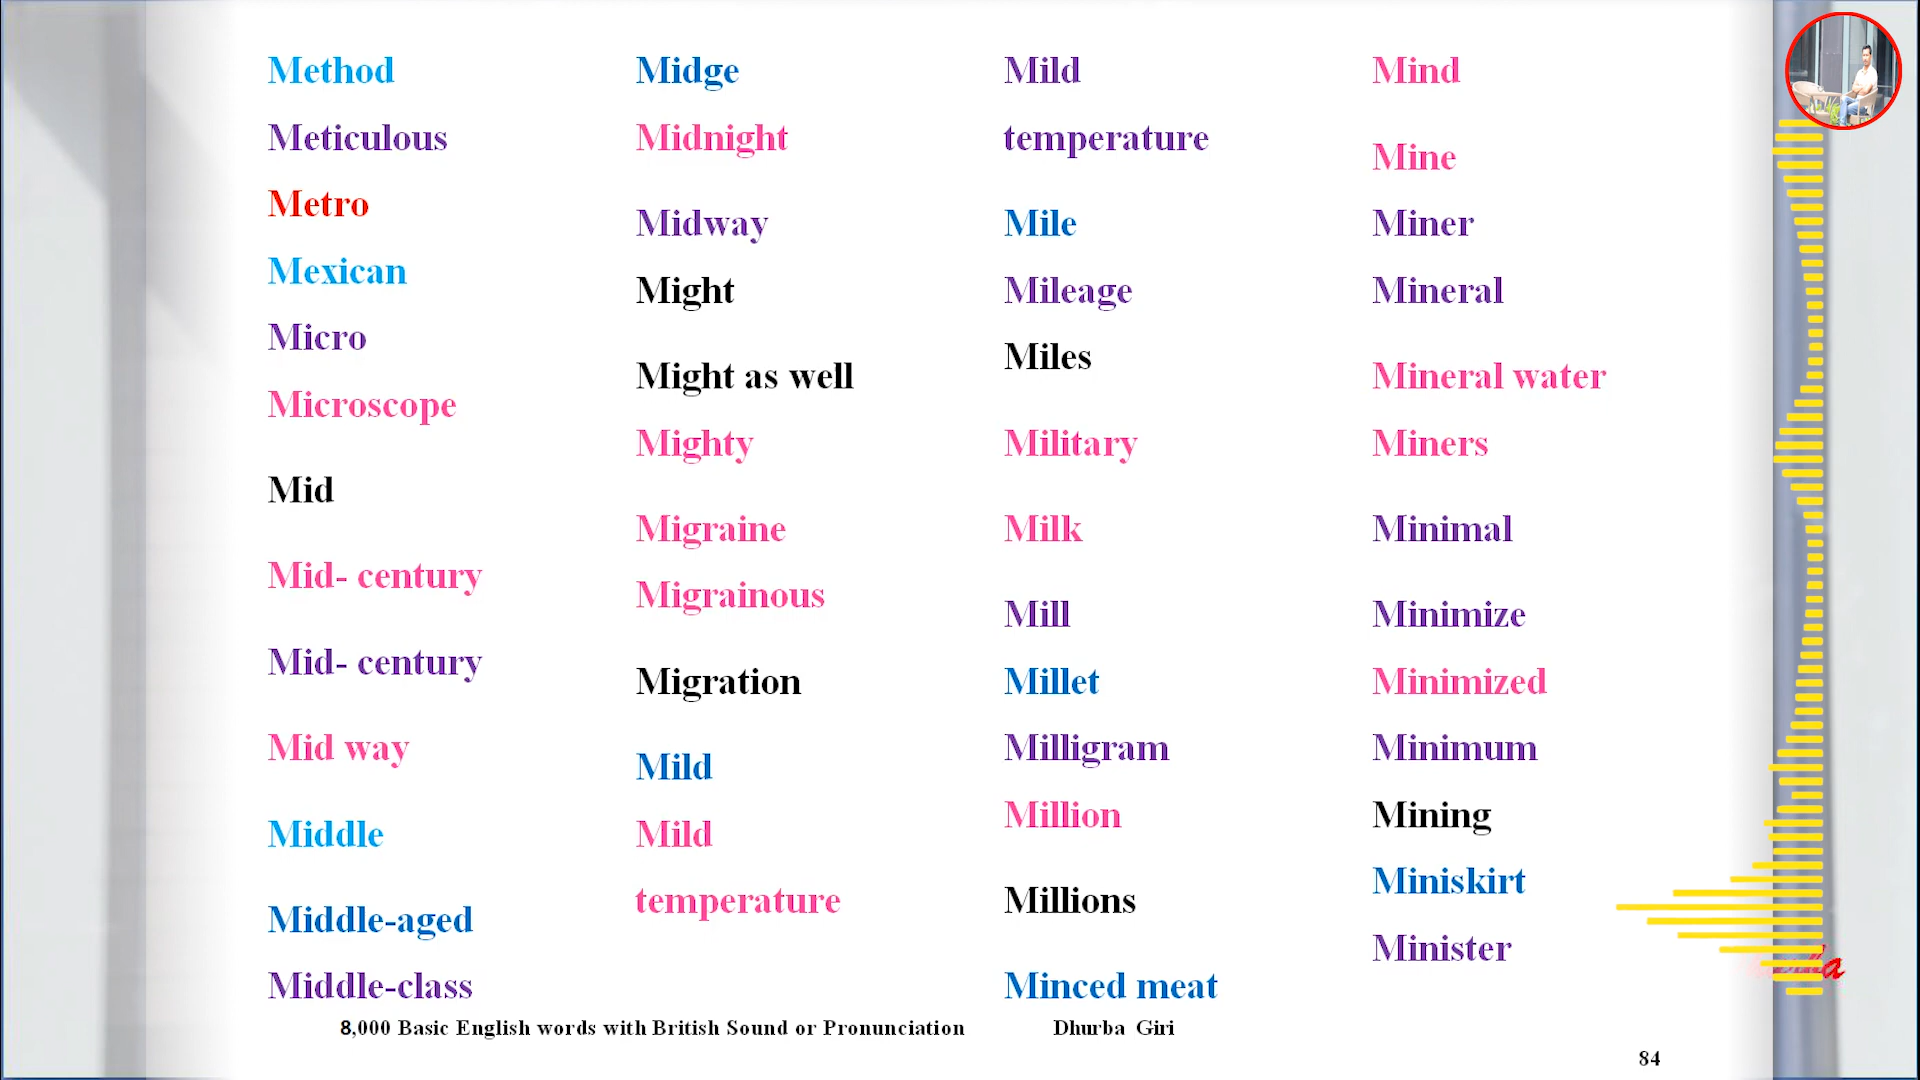 Method
Meticulous
Metro
Mexican
Micro
Microscope
Mid
Mid- century
Mid- century
Mid way
Middle
Middle-aged
Middle-class
Midge
Midnight
Midway
Might
Might as well
Mighty
Migraine
Migrainous
Migration
Mild
Mild
temperature
Mild
temperature
Mile
Mileage
Miles
Military
Milk
Mill
Millet
Milligram
Million
Millions
Minced meat
Mind
Mine
Miner
Mineral
Mineral water
Miners
Minimal
Minimize
Minimized
Minimum
Mining
Miniskirt
Minister
8,000 Basic English words with British Sound or Pronunciation Dhurba Giri
84